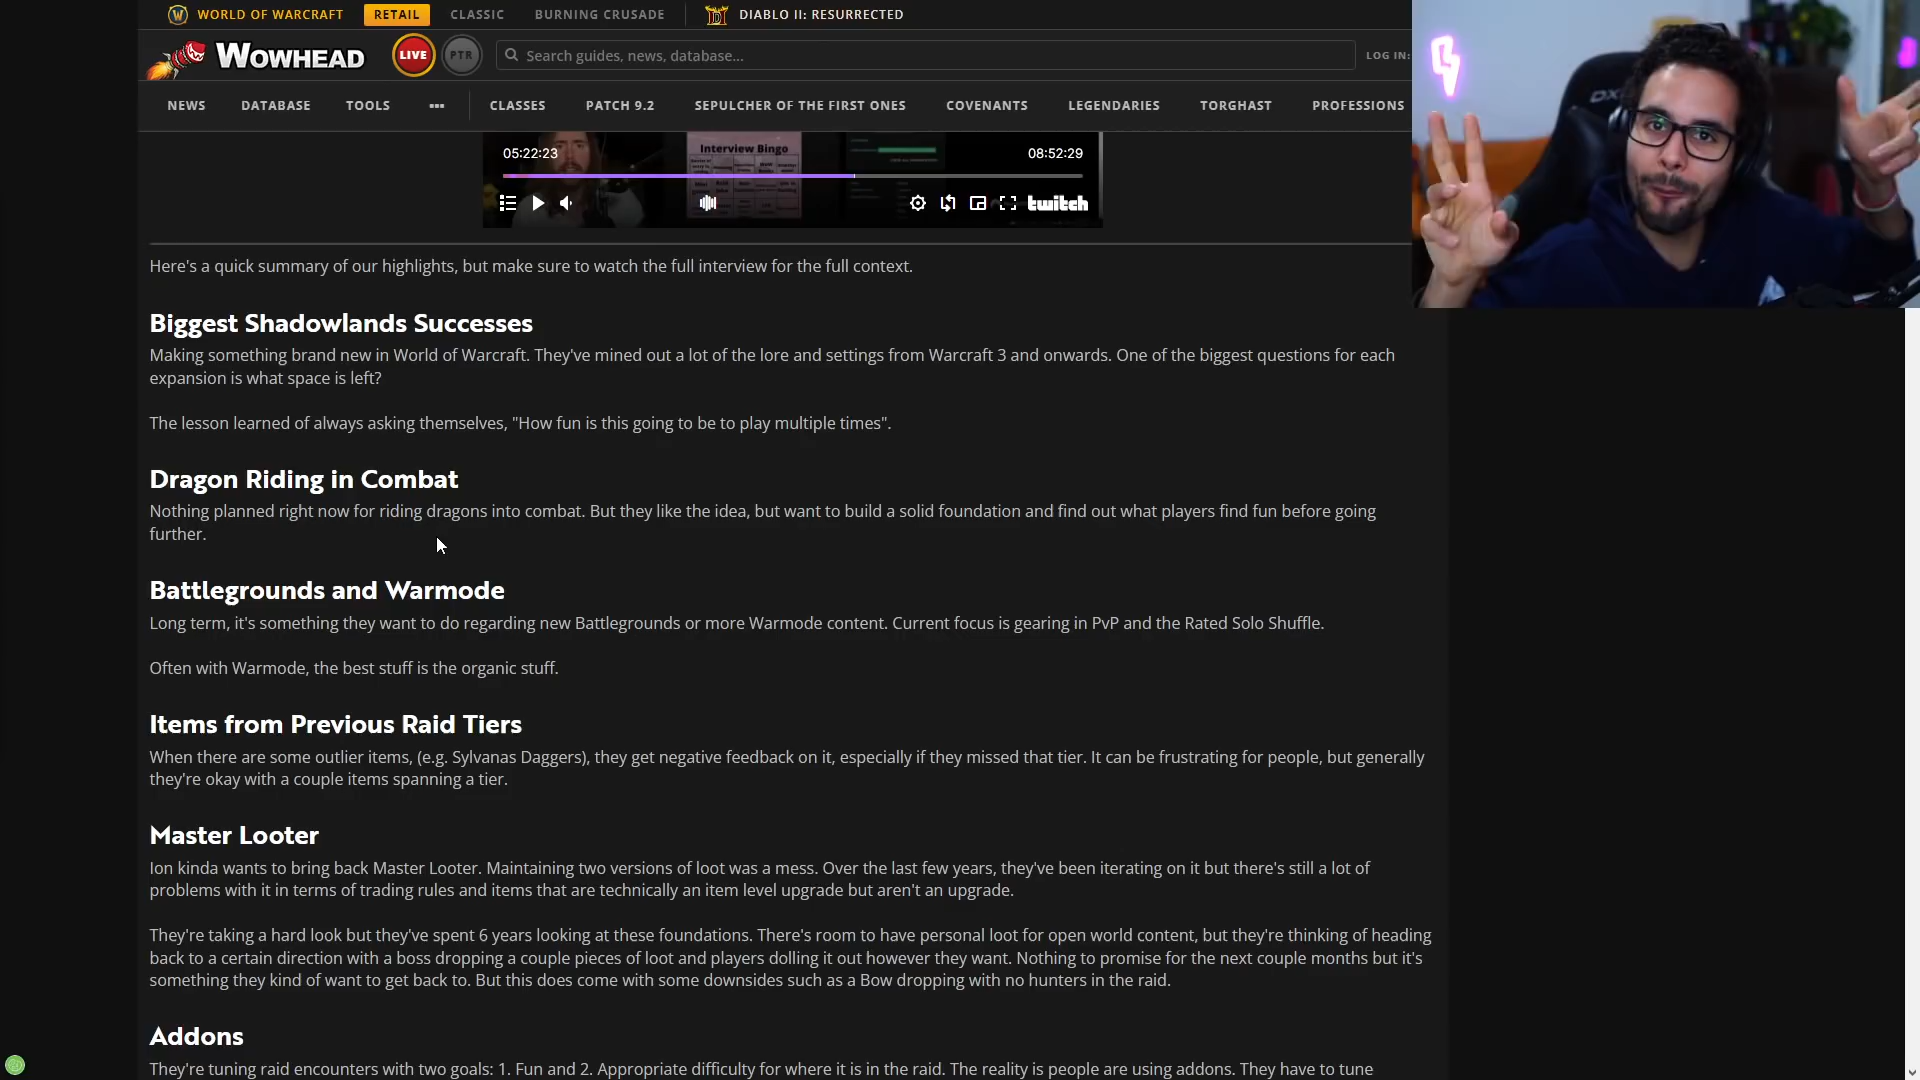 WORLD OF WARCRAFT RETAIL CLASSIC BURNING CRUSADE DIABLO II: RESURRECTED
WOWHEAD LIVE PTR Search guides, news, database... LOG IN:
NEWS DATABASE TOOLS ••• CLASSES PATCH 9.2 SEPULCHER OF THE FIRST ONES COVENANTS LEGENDARIES TORGHAST PROFESSIONS
Interview Bingo
05:22:23 08:52:29
twitch
Here's a quick summary of our highlights, but make sure to watch the full interview for the full context.
Biggest Shadowlands Successes
Making something brand new in World of Warcraft. They've mined out a lot of the lore and settings from Warcraft 3 and onwards. One of the biggest questions for each
expansion is what space is left?
The lesson learned of always asking themselves, "How fun is this going to be to play multiple times".
Dragon Riding in Combat
Nothing planned right now for riding dragons into combat. But they like the idea, but want to build a solid foundation and find out what players find fun before going
further.
Battlegrounds and Warmode
Long term, it's something they want to do regarding new Battlegrounds or more Warmode content. Current focus is gearing in PvP and the Rated Solo Shuffle.
Often with Warmode, the best stuff is the organic stuff.
Items from Previous Raid Tiers
When there are some outlier items, (e.g. Sylvanas Daggers), they get negative feedback on it, especially if they missed that tier. It can be frustrating for people, but generally
they're okay with a couple items spanning a tier.
Master Looter
Ion kinda wants to bring back Master Looter. Maintaining two versions of loot was a mess. Over the last few years, they've been iterating on it but there's still a lot of
problems with it in terms of trading rules and items that are technically an item level upgrade but aren't an upgrade.
They're taking a hard look but they've spent 6 years looking at these foundations. There's room to have personal loot for open world content, but they're thinking of heading
back to a certain direction with a boss dropping a couple pieces of loot and players dolling it out however they want. Nothing to promise for the next couple months but it's
something they kind of want to get back to. But this does come with some downsides such as a Bow dropping with no hunters in the raid.
Addons
They're tuning raid encounters with two goals: 1. Fun and 2. Appropriate difficulty for where it is in the raid. The reality is people are using addons. They have to tune